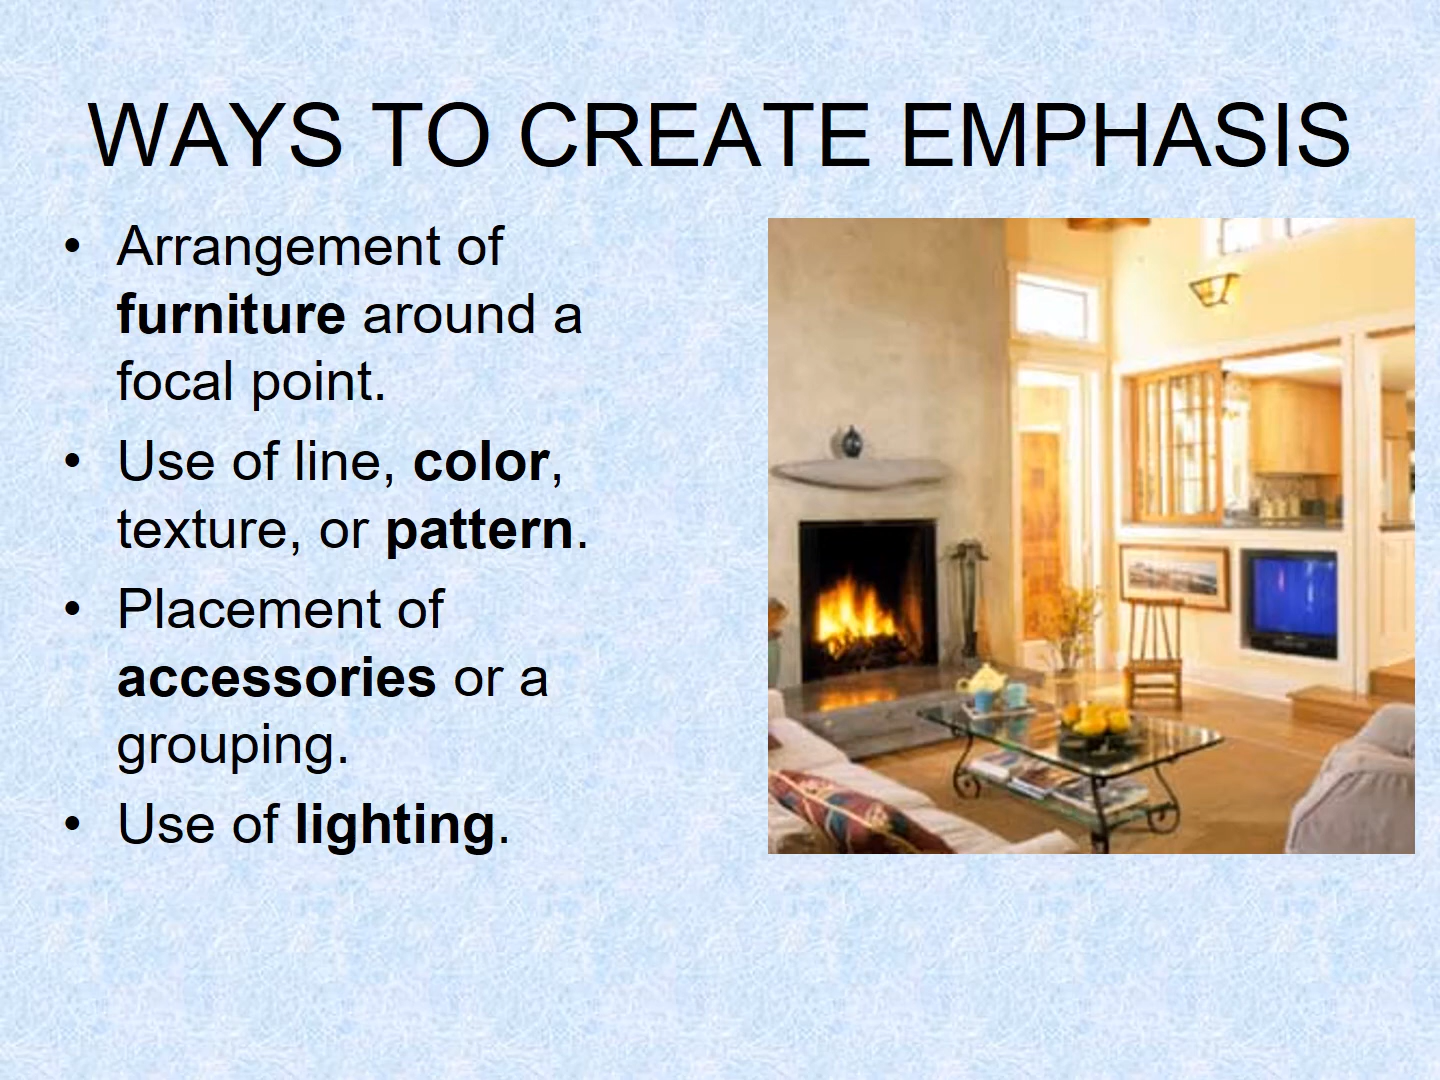 WAYS TO CREATE EMPHASIS
• Arrangement of
furniture around a
focal point.
• Use of line, color,
texture, or pattern.
• Placement of
accessories or a
grouping.
• Use of lighting.